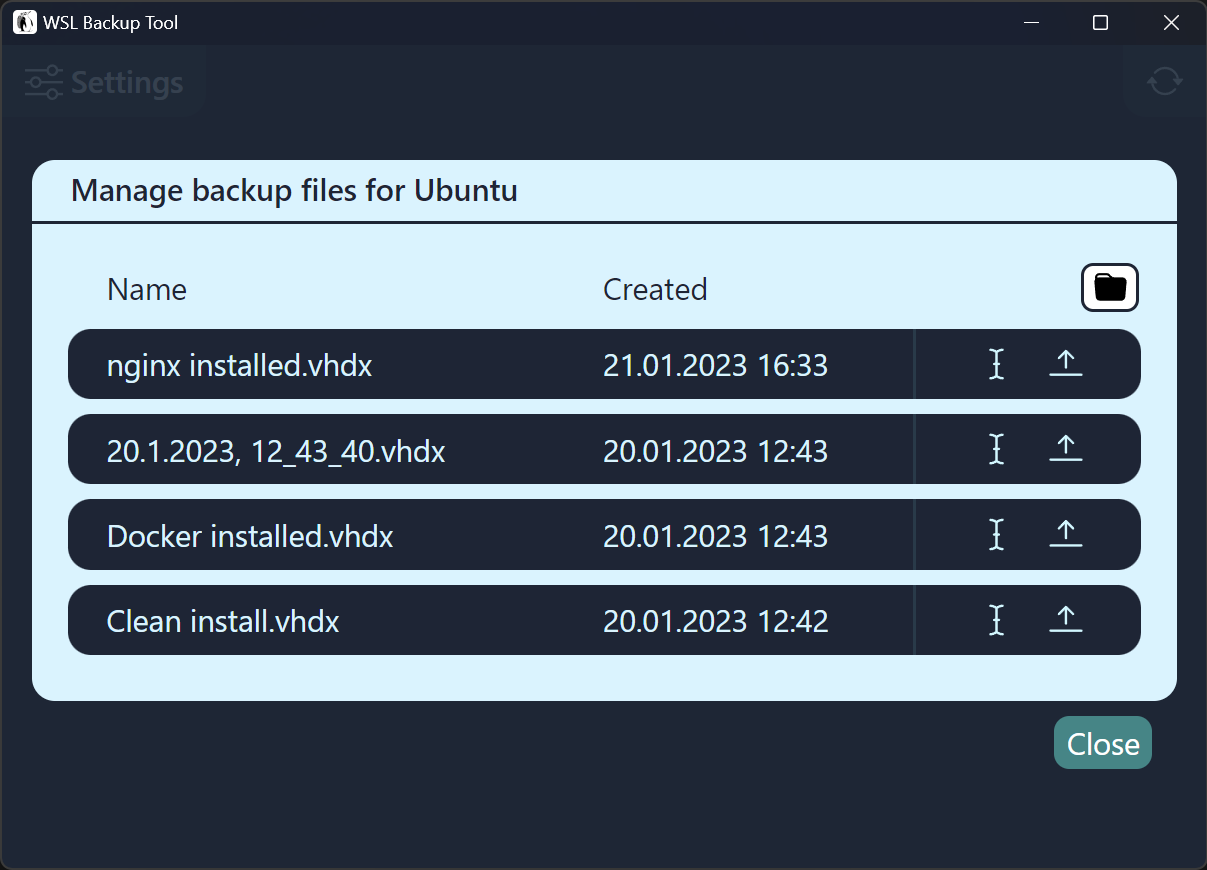 WSL Backup Tool
Settings
Manage backup files for Ubuntu
Name Created
nginx installed.vhdx 21.01.2023 16:33
20.1.2023, 12_43_40.vhdx 20.01.2023 12:43
Docker installed.vhdx 20.01.2023 12:43
Clean install.vhdx 20.01.2023 12:42
Close